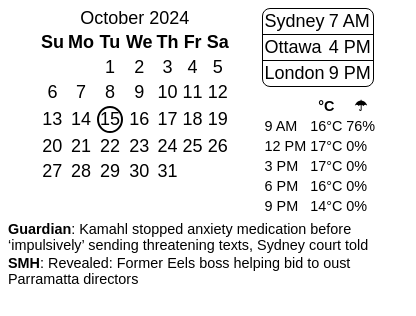 October 2024
Su Mo Tu We Th Fr Sa
1 2 3 4 5
6 7 8 9 10 11 12
13 14 15 16 17 18 19
20 21 22 23 24 25 26
27 28 29 30 31
Sydney 7 AM
Ottawa 4 PM
London 9 PM
°C ☂
9 AM 16°C 76%
12 PM 17°C 0%
3 PM 17°C 0%
6 PM 16°C 0%
9 PM 14°C 0%
Guardian: Kamahl stopped anxiety medication before
‘impulsively’ sending threatening texts, Sydney court told
SMH: Revealed: Former Eels boss helping bid to oust
Parramatta directors